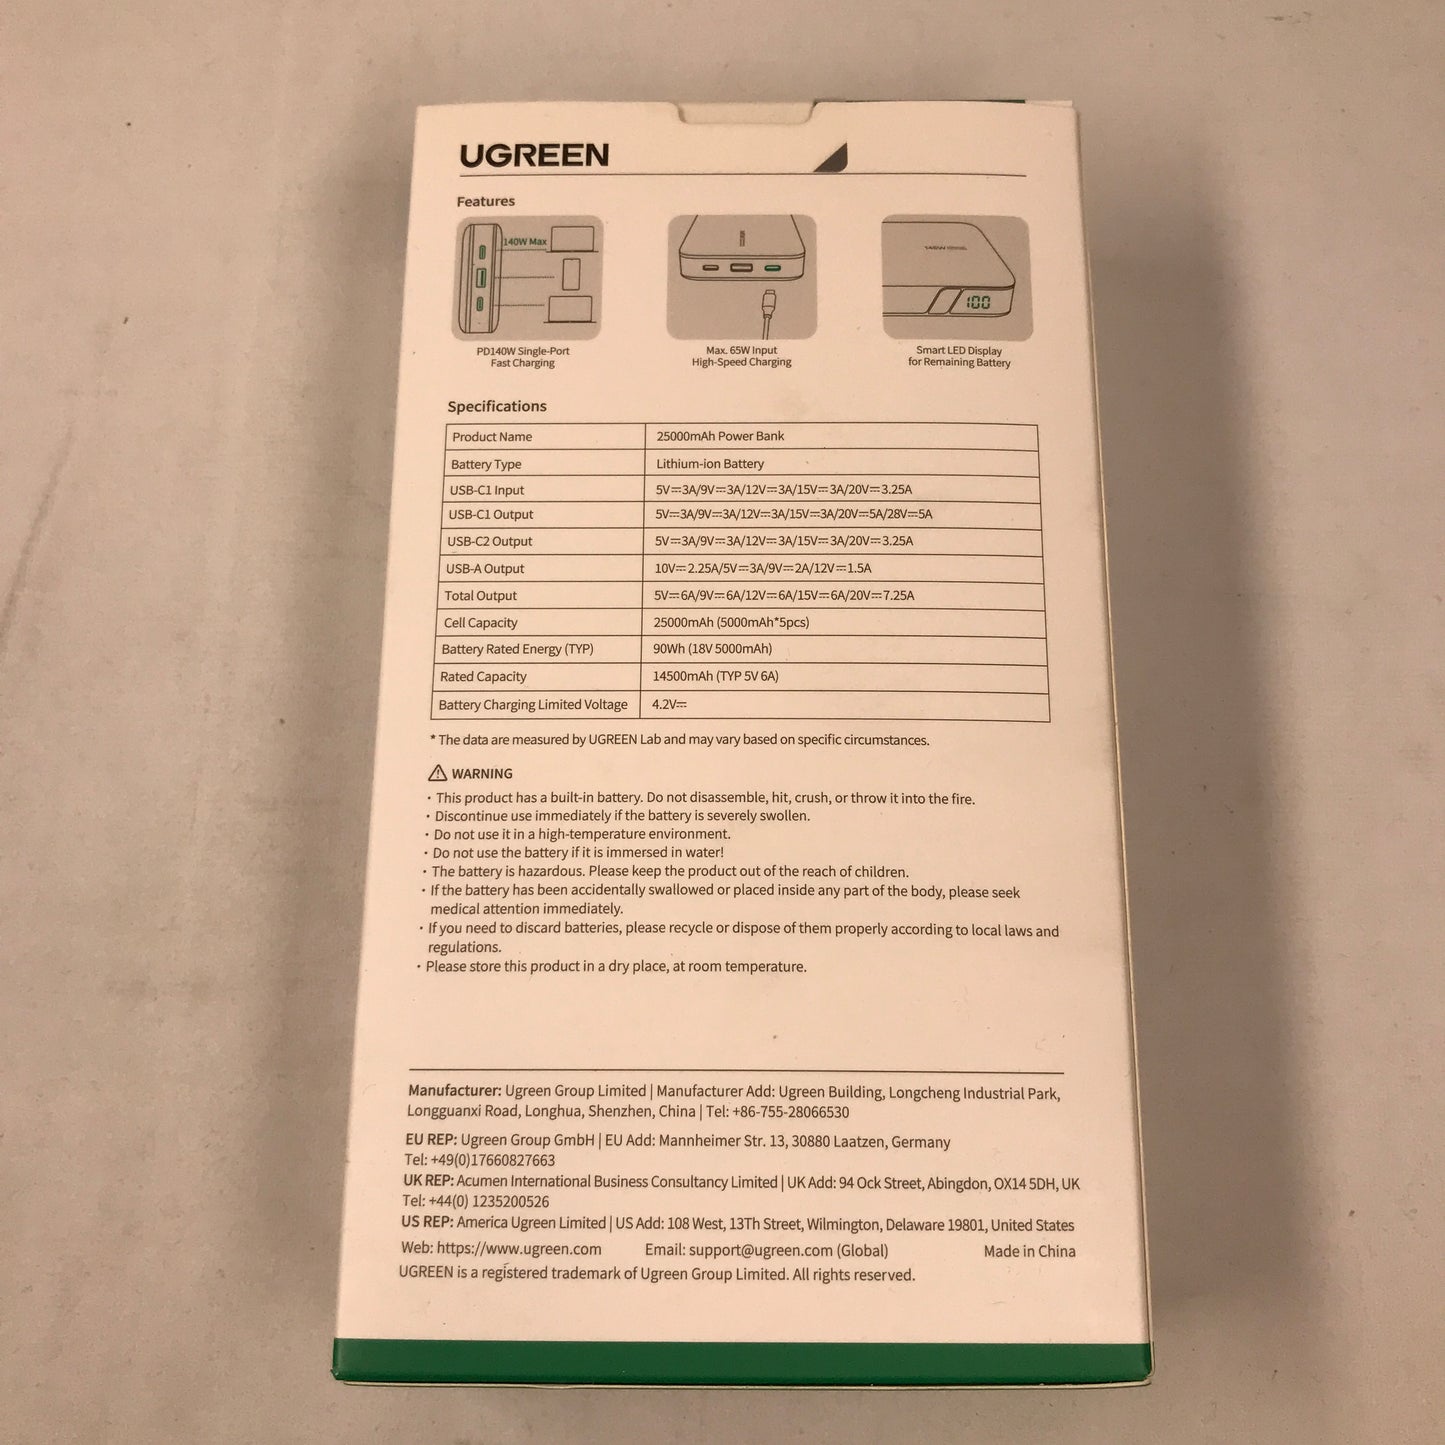 UGREEN
Features
140W Max
100
PD140W Single-Port
Fast Charging
Max. 65W Input
High-Speed Charging
Smart LED Display
for Remaining Battery
Specifications
Product Name 25000mAh Power Bank
Battery Type Lithium-ion Battery
USB-C1 Input 5V⎓3A/9V⎓3A/12V⎓3A/15V⎓3A/20V⎓3.25A
USB-C1 Output 5V⎓3A/9V⎓3A/12V⎓3A/15V⎓3A/20V⎓5A/28V⎓5A
USB-C2 Output 5V⎓3A/9V⎓3A/12V⎓3A/15V⎓3A/20V⎓3.25A
USB-A Output 10V⎓2.25A/5V⎓3A/9V⎓2A/12V⎓1.5A
Total Output 5V⎓6A/9V⎓6A/12V⎓6A/15V⎓6A/20V⎓7.25A
Cell Capacity 25000mAh (5000mAh*5pcs)
Battery Rated Energy (TYP) 90Wh (18V 5000mAh)
Rated Capacity 14500mAh (TYP 5V 6A)
Battery Charging Limited Voltage 4.2V⎓
* The data are measured by UGREEN Lab and may vary based on specific circumstances.
WARNING
· This product has a built-in battery. Do not disassemble, hit, crush, or throw it into the fire.
· Discontinue use immediately if the battery is severely swollen.
· Do not use it in a high-temperature environment.
· Do not use the battery if it is immersed in water!
· The battery is hazardous. Please keep the product out of the reach of children.
· If the battery has been accidentally swallowed or placed inside any part of the body, please seek
medical attention immediately.
· If you need to discard batteries, please recycle or dispose of them properly according to local laws and
regulations.
· Please store this product in a dry place, at room temperature.
Manufacturer: Ugreen Group Limited | Manufacturer Add: Ugreen Building, Longcheng Industrial Park,
Longguanxi Road, Longhua, Shenzhen, China | Tel: +86-755-28066530
EU REP: Ugreen Group GmbH | EU Add: Mannheimer Str. 13, 30880 Laatzen, Germany
Tel: +49(0)17660827663
UK REP: Acumen International Business Consultancy Limited | UK Add: 94 Ock Street, Abingdon, OX14 5DH, UK
Tel: +44(0) 1235200526
US REP: America Ugreen Limited | US Add: 108 West, 13Th Street, Wilmington, Delaware 19801, United States
Web: https://www.ugreen.com Email: support@ugreen.com (Global) Made in China
UGREEN is a registered trademark of Ugreen Group Limited. All rights reserved.